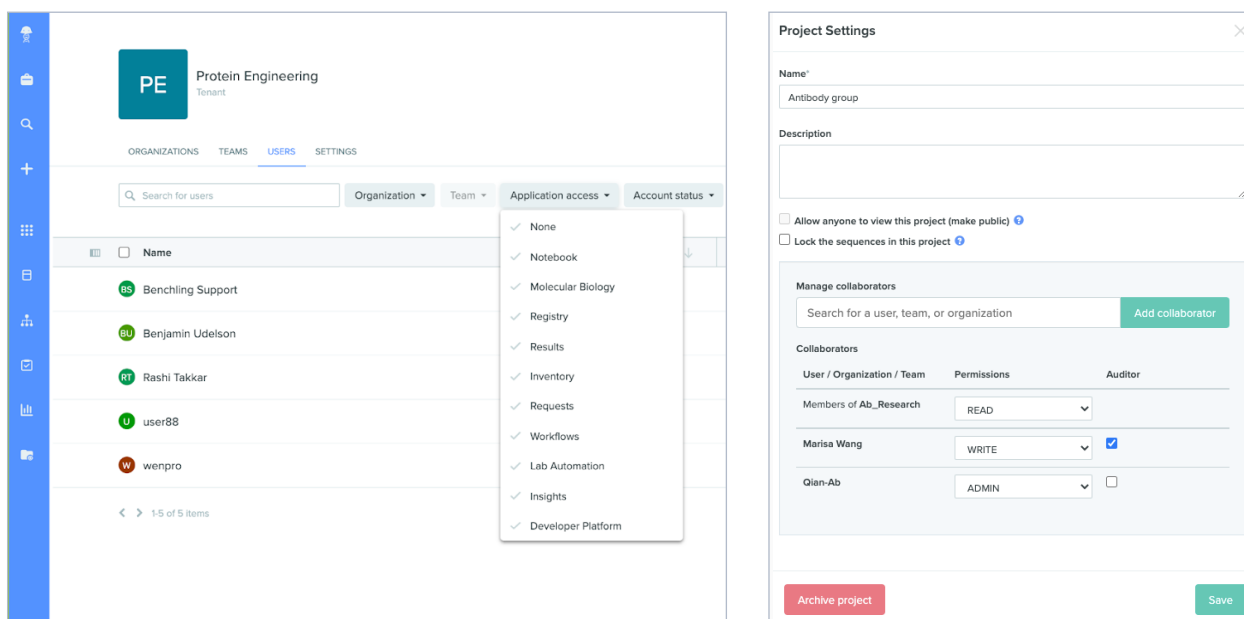 PE
Protein Engineering
Tenant
ORGANIZATIONS TEAMS USERS SETTINGS
Search for users
Organization
Team
Application access
Account status
None
Notebook
Molecular Biology
Registry
Results
Inventory
Requests
Workflows
Lab Automation
Insights
Developer Platform
Name
BS Benchling Support
BU Benjamin Udelson
RT Rashi Takkar
U user88
W wenpro
1-5 of 5 items
Project Settings
Name*
Antibody group
Description
Allow anyone to view this project (make public) ?
Lock the sequences in this project ?
Manage collaborators
Search for a user, team, or organization
Add collaborator
Collaborators
User / Organization / Team Permissions Auditor
Members of Ab_Research READ
Marisa Wang WRITE
Qian-Ab ADMIN
Archive project
Save